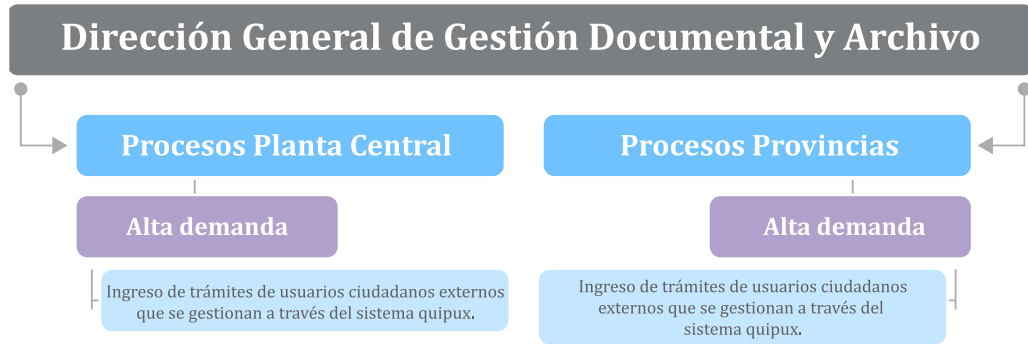 Dirección General de Gestión Documental y Archivo
Procesos Planta Central
Alta demanda
Ingreso de trámites de usuarios ciudadanos externos
que se gestionan a través del sistema quipux.
Procesos Provincias
Alta demanda
Ingreso de trámites de usuarios ciudadanos
externos que se gestionan a través del
sistema quipux.